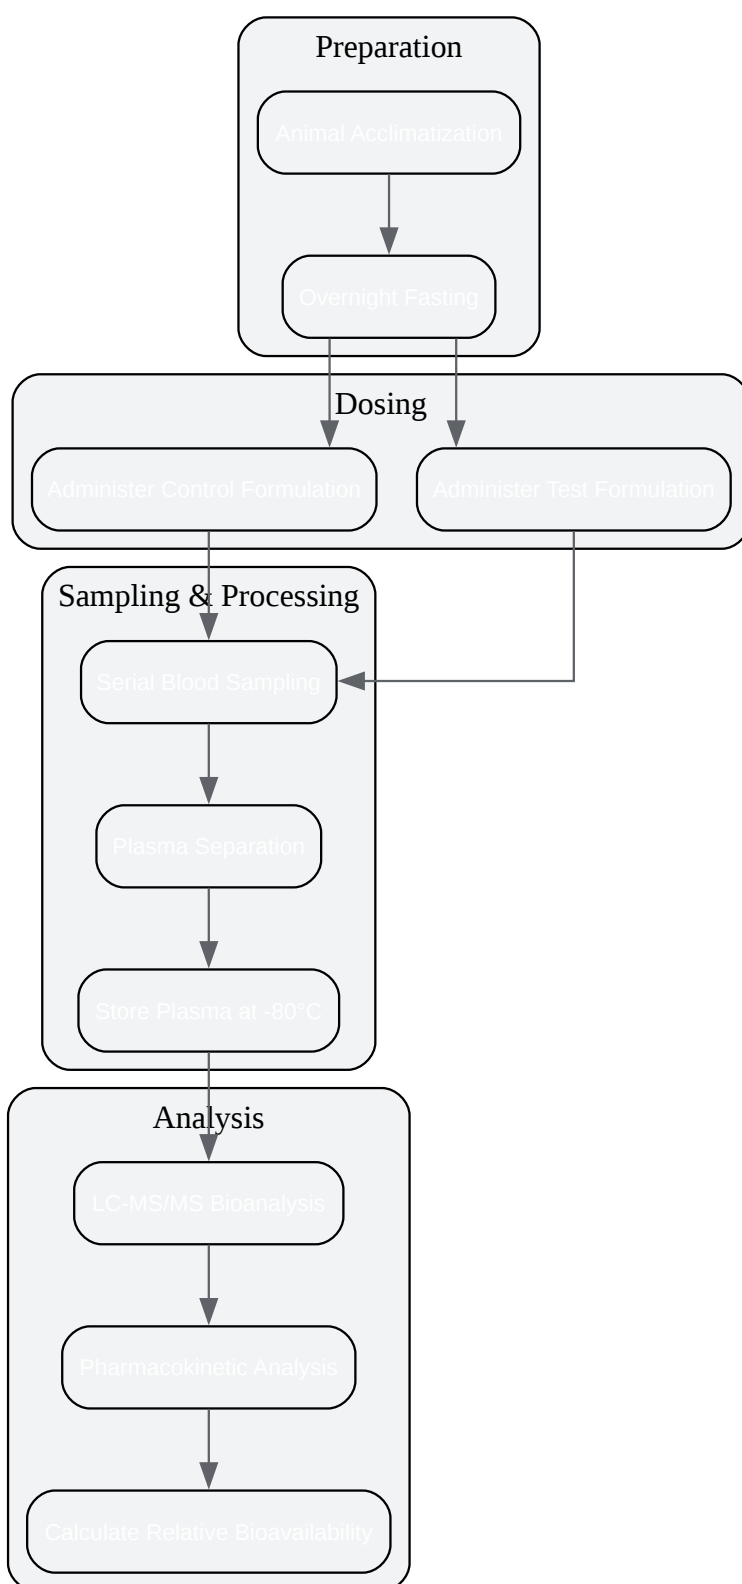 Preparation
Animal Acclimatization
Overnight Fasting
Dosing
Administer Control Formulation
Administer Test Formulation
Sampling & Processing
Serial Blood Sampling
Plasma Separation
Store Plasma at -80°C
Analysis
LC-MS/MS Bioanalysis
Pharmacokinetic Analysis
Calculate Relative Bioavailability